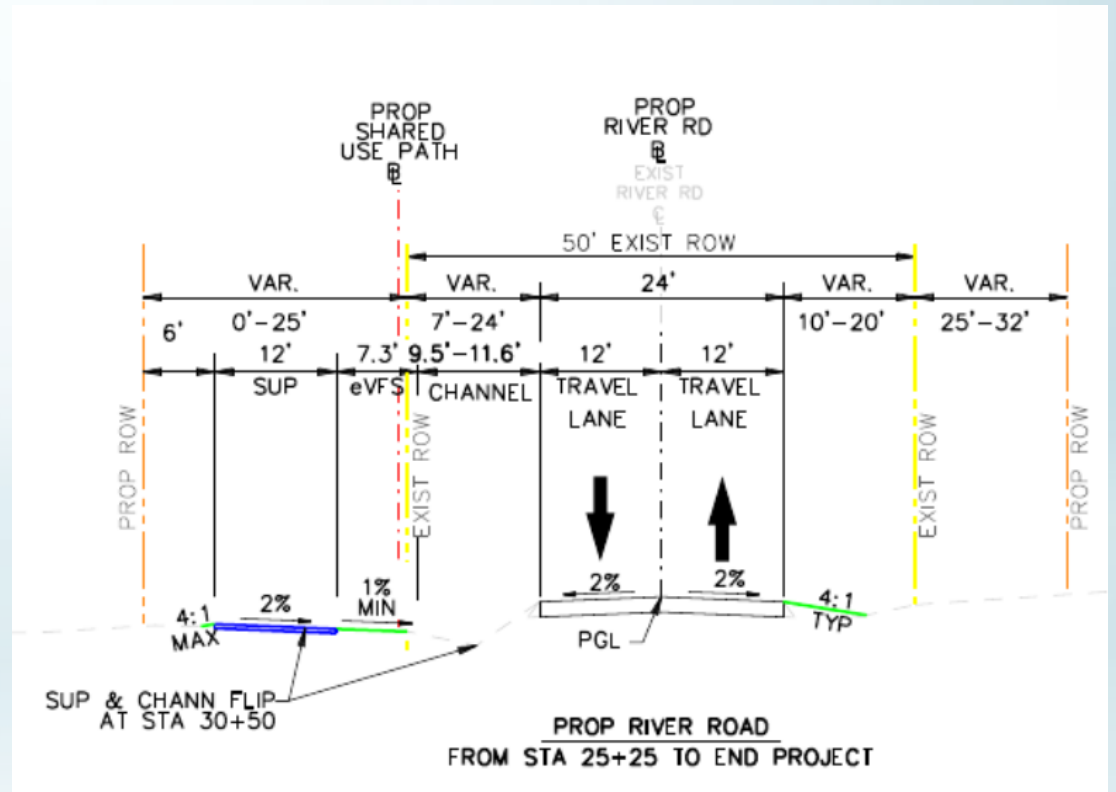 PROP
SHARED
USE PATH
BL
PROP
RIVER RD
BL
EXIST
RIVER RD
CL
50' EXIST ROW
VAR.
VAR.
24'
VAR.
VAR.
6'
0'-25'
7'-24'
10'-20'
25'-32'
12'
7.3'
9.5'-11.6'
12'
12'
SUP
eVFS
CHANNEL
TRAVEL
LANE
TRAVEL
LANE
PROP ROW
EXIST ROW
EXIST ROW
PROP ROW
4:1
MAX
2%
1%
MIN
2%
2%
4:1
TYP
PGL
SUP & CHANN FLIP
AT STA 30+50
PROP RIVER ROAD
FROM STA 25+25 TO END PROJECT